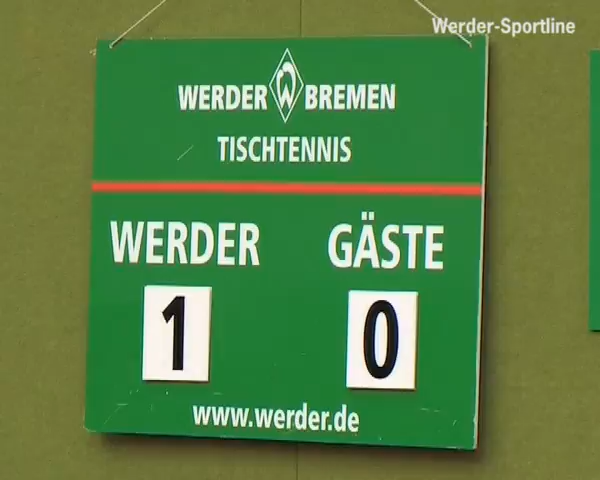 Werder-Sportline
WERDER W BREMEN
TISCHTENNIS
WERDER GÄSTE
1 0
www.werder.de